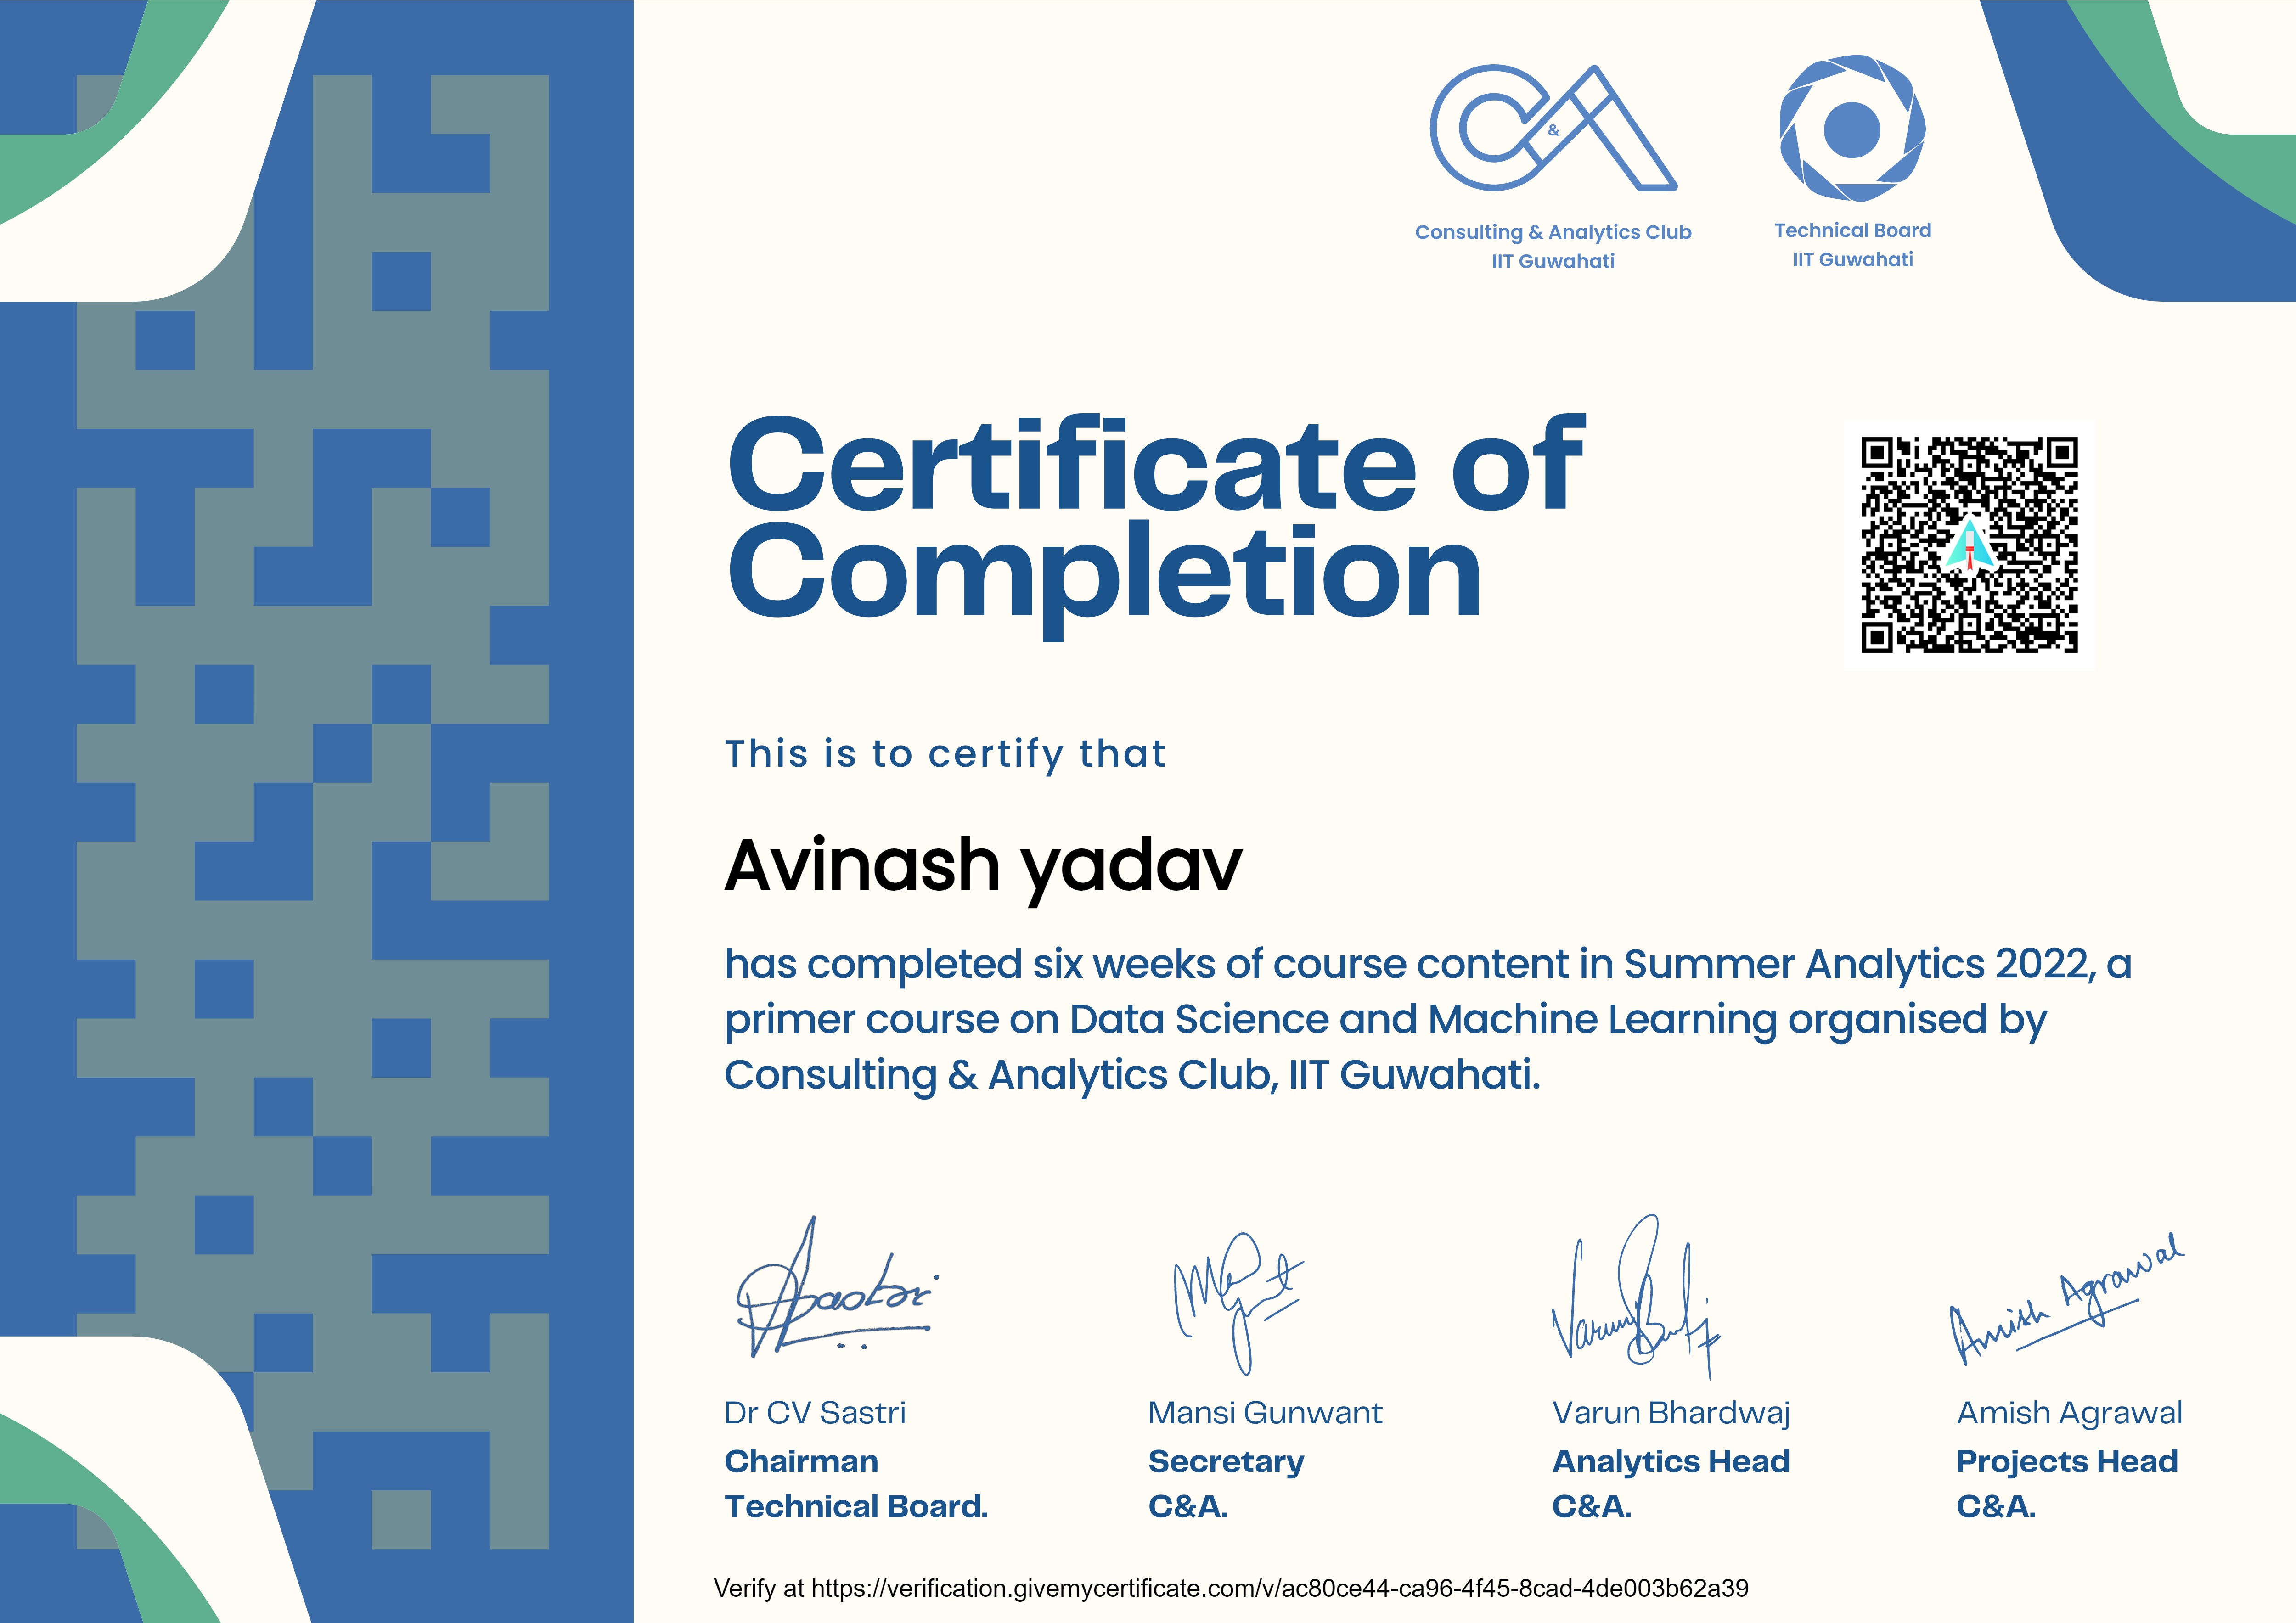 C&A
&
Consulting & Analytics Club
IIT Guwahati
Technical Board
IIT Guwahati
Certificate of
Completion
This is to certify that
Avinash yadav
has completed six weeks of course content in Summer Analytics 2022, a
primer course on Data Science and Machine Learning organised by
Consulting & Analytics Club, IIT Guwahati.
Amish Agrawal
Dr CV Sastri
Chairman
Technical Board.
Mansi Gunwant
Secretary
C&A.
Varun Bhardwaj
Analytics Head
C&A.
Amish Agrawal
Projects Head
C&A.
Verify at https://verification.givemycertificate.com/v/ac80ce44-ca96-4f45-8cad-4de003b62a39